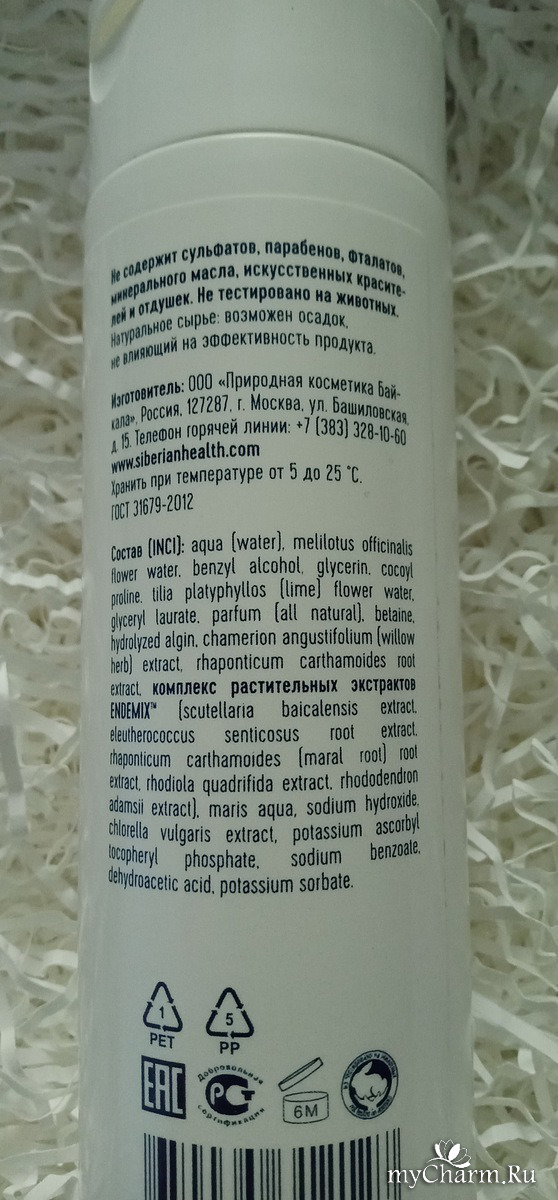 Не содержит сульфатов, парабенов, фталатов,
минерального масла, искусственных красите-
лей и отдушек. Не тестировано на животных.
Натуральное сырье: возможен осадок,
не влияющий на эффективность продукта.
Изготовитель: ООО «Природная косметика Бай-
кала», Россия, 127287, г. Москва, ул. Башиловская,
д. 15. Телефон горячей линии: +7 (383) 328-10-60
www.siberianhealth.com
Хранить при температуре от 5 до 25 °С.
ГОСТ 31679-2012
Состав (INCI): aqua (water), melilotus officinalis
flower water, benzyl alcohol, glycerin, cocoyl
proline, tilia platyphyllos (lime) flower water,
glyceryl laurate, parfum (all natural), betaine,
hydrolyzed algin, chamerion angustifolium (willow
herb) extract, rhaponticum carthamoides root
extract, комплекс растительных экстрактов
ENDEMIX™ (scutellaria baicalensis extract,
eleutherococcus senticosus root extract,
rhaponticum carthamoides (maral root) root
extract, rhodiola quadrifida extract, rhododendron
adamsii extract), maris aqua, sodium hydroxide,
chlorella vulgaris extract, potassium ascorbyl
tocopheryl phosphate, sodium benzoate,
dehydroacetic acid, potassium sorbate.
1 5
PET PP
EAC Добровольная сертификация РСТ 6M
myCharm.Ru